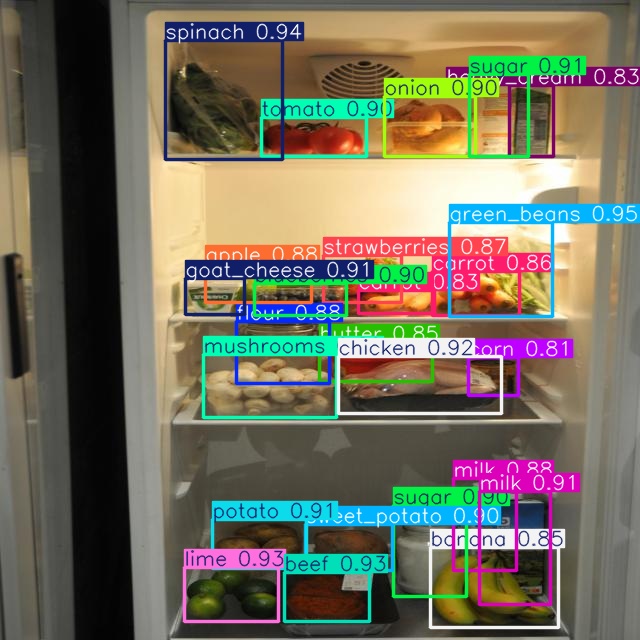 spinach 0.94
sugar 0.91
heavy_cream 0.83
onion 0.90
tomato 0.90
green_beans 0.95
strawberries 0.87
apple 0.88
carrot 0.86
goat_cheese 0.91
blueberries 0.90
carrot 0.83
flour 0.88
butter 0.85
mushrooms
chicken 0.92
corn 0.81
milk 0.88
milk 0.91
sugar 0.90
potato 0.91
sweet_potato 0.90
banana 0.85
lime 0.93
beef 0.93